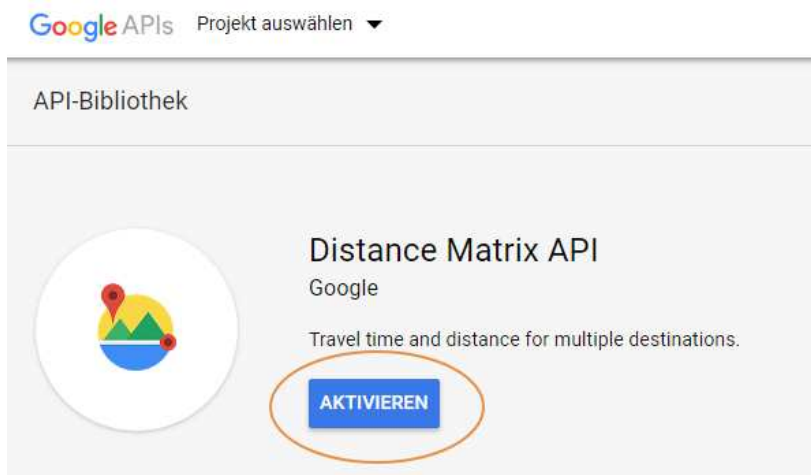 Google APIs Projekt auswählen
API-Bibliothek
Distance Matrix API
Google
Travel time and distance for multiple destinations.
AKTIVIEREN